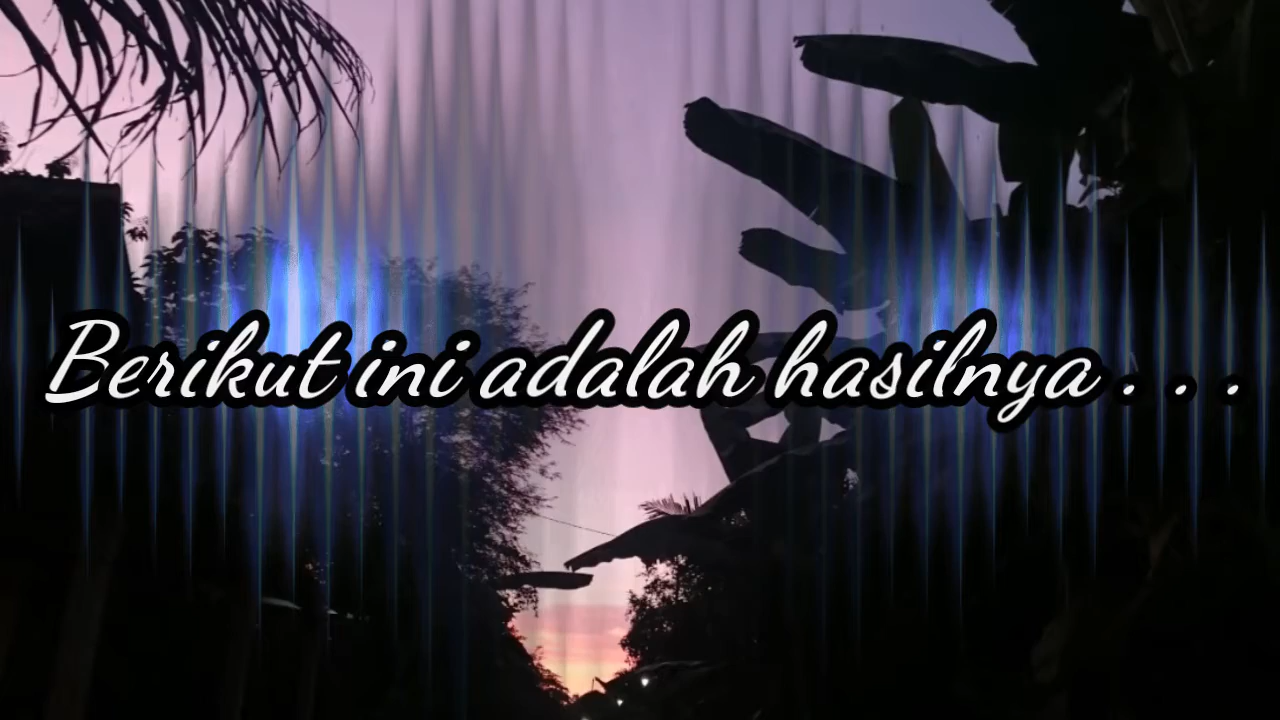 Berikut ini adalah hasilnya . . .